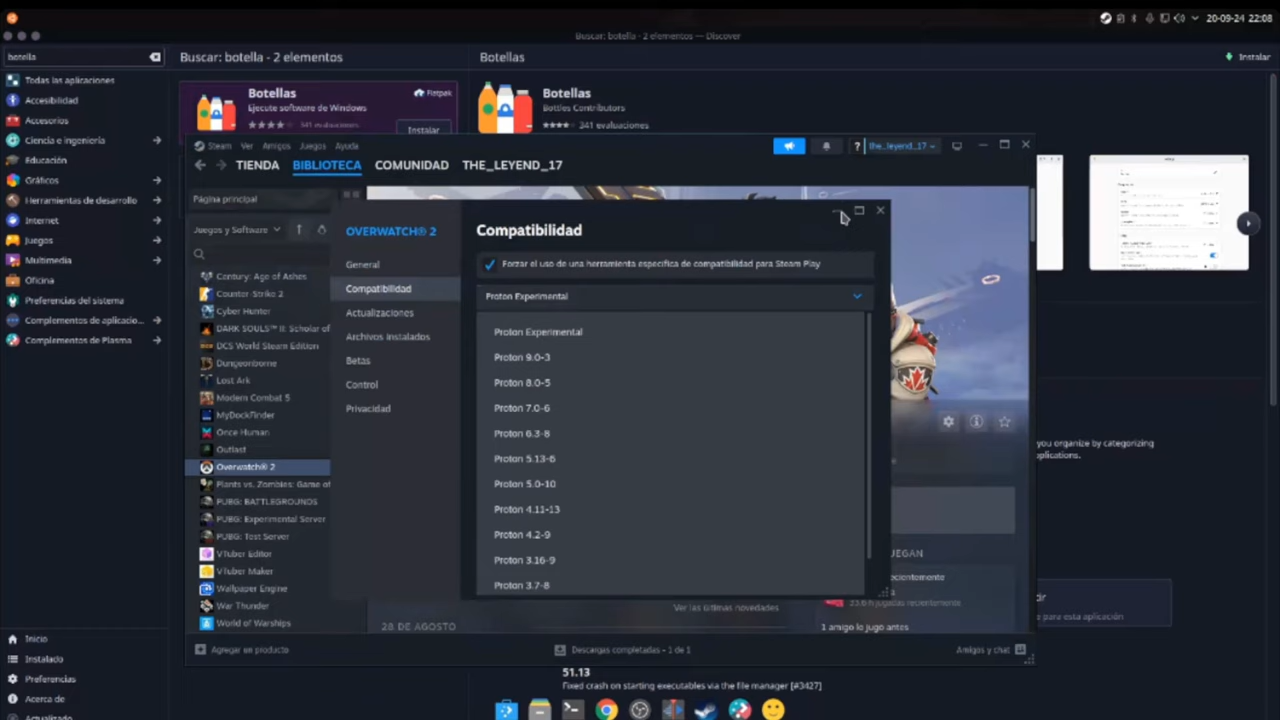 20-09-24 22:08
Buscar: botella - 2 elementos — Discover
botella
Buscar: botella - 2 elementos
Botellas
Instalar
Todas las aplicaciones
Accesibilidad
Accesorios
Ciencia e ingeniería
Educación
Gráficos
Herramientas de desarrollo
Internet
Juegos
Multimedia
Oficina
Preferencias del sistema
Complementos de aplicacio...
Complementos de Plasma
Botellas
Flatpak
Ejecute software de Windows
341 evaluaciones
Instalar
Botellas
Bottles Contributors
341 evaluaciones
Steam Ver Amigos Juegos Ayuda
? the_leyend_17
TIENDA BIBLIOTECA COMUNIDAD THE_LEYEND_17
Página principal
Juegos y Software
Century: Age of Ashes
Counter-Strike 2
Cyber Hunter
DARK SOULS™ II: Scholar of
DCS World Steam Edition
Dungeonborne
Lost Ark
Modern Combat 5
MyDockFinder
Once Human
Outlast
Overwatch® 2
Plants vs. Zombies: Game of
PUBG: BATTLEGROUNDS
PUBG: Experimental Server
PUBG: Test Server
VTuber Editor
VTuber Maker
Wallpaper Engine
War Thunder
World of Warships
OVERWATCH® 2
General
Compatibilidad
Actualizaciones
Archivos instalados
Betas
Control
Privacidad
Compatibilidad
Forzar el uso de una herramienta específica de compatibilidad para Steam Play
Proton Experimental
Proton Experimental
Proton 9.0-3
Proton 8.0-5
Proton 7.0-6
Proton 6.3-8
Proton 5.13-6
Proton 5.0-10
Proton 4.11-13
Proton 4.2-9
Proton 3.16-9
Proton 3.7-8
you organize by categorizing
plications.
JEGAN
ecientemente
jugadas recientemente
1 amigo lo jugó antes
Ver las últimas novedades
28 DE AGOSTO
dir
para esta aplicación
Agregar un producto
Descargas completadas - 1 de 1
Amigos y chat
51.13
Fixed crash on starting executables via the file manager [#3427]
Inicio
Instalado
Preferencias
Acerca de
Actualizado